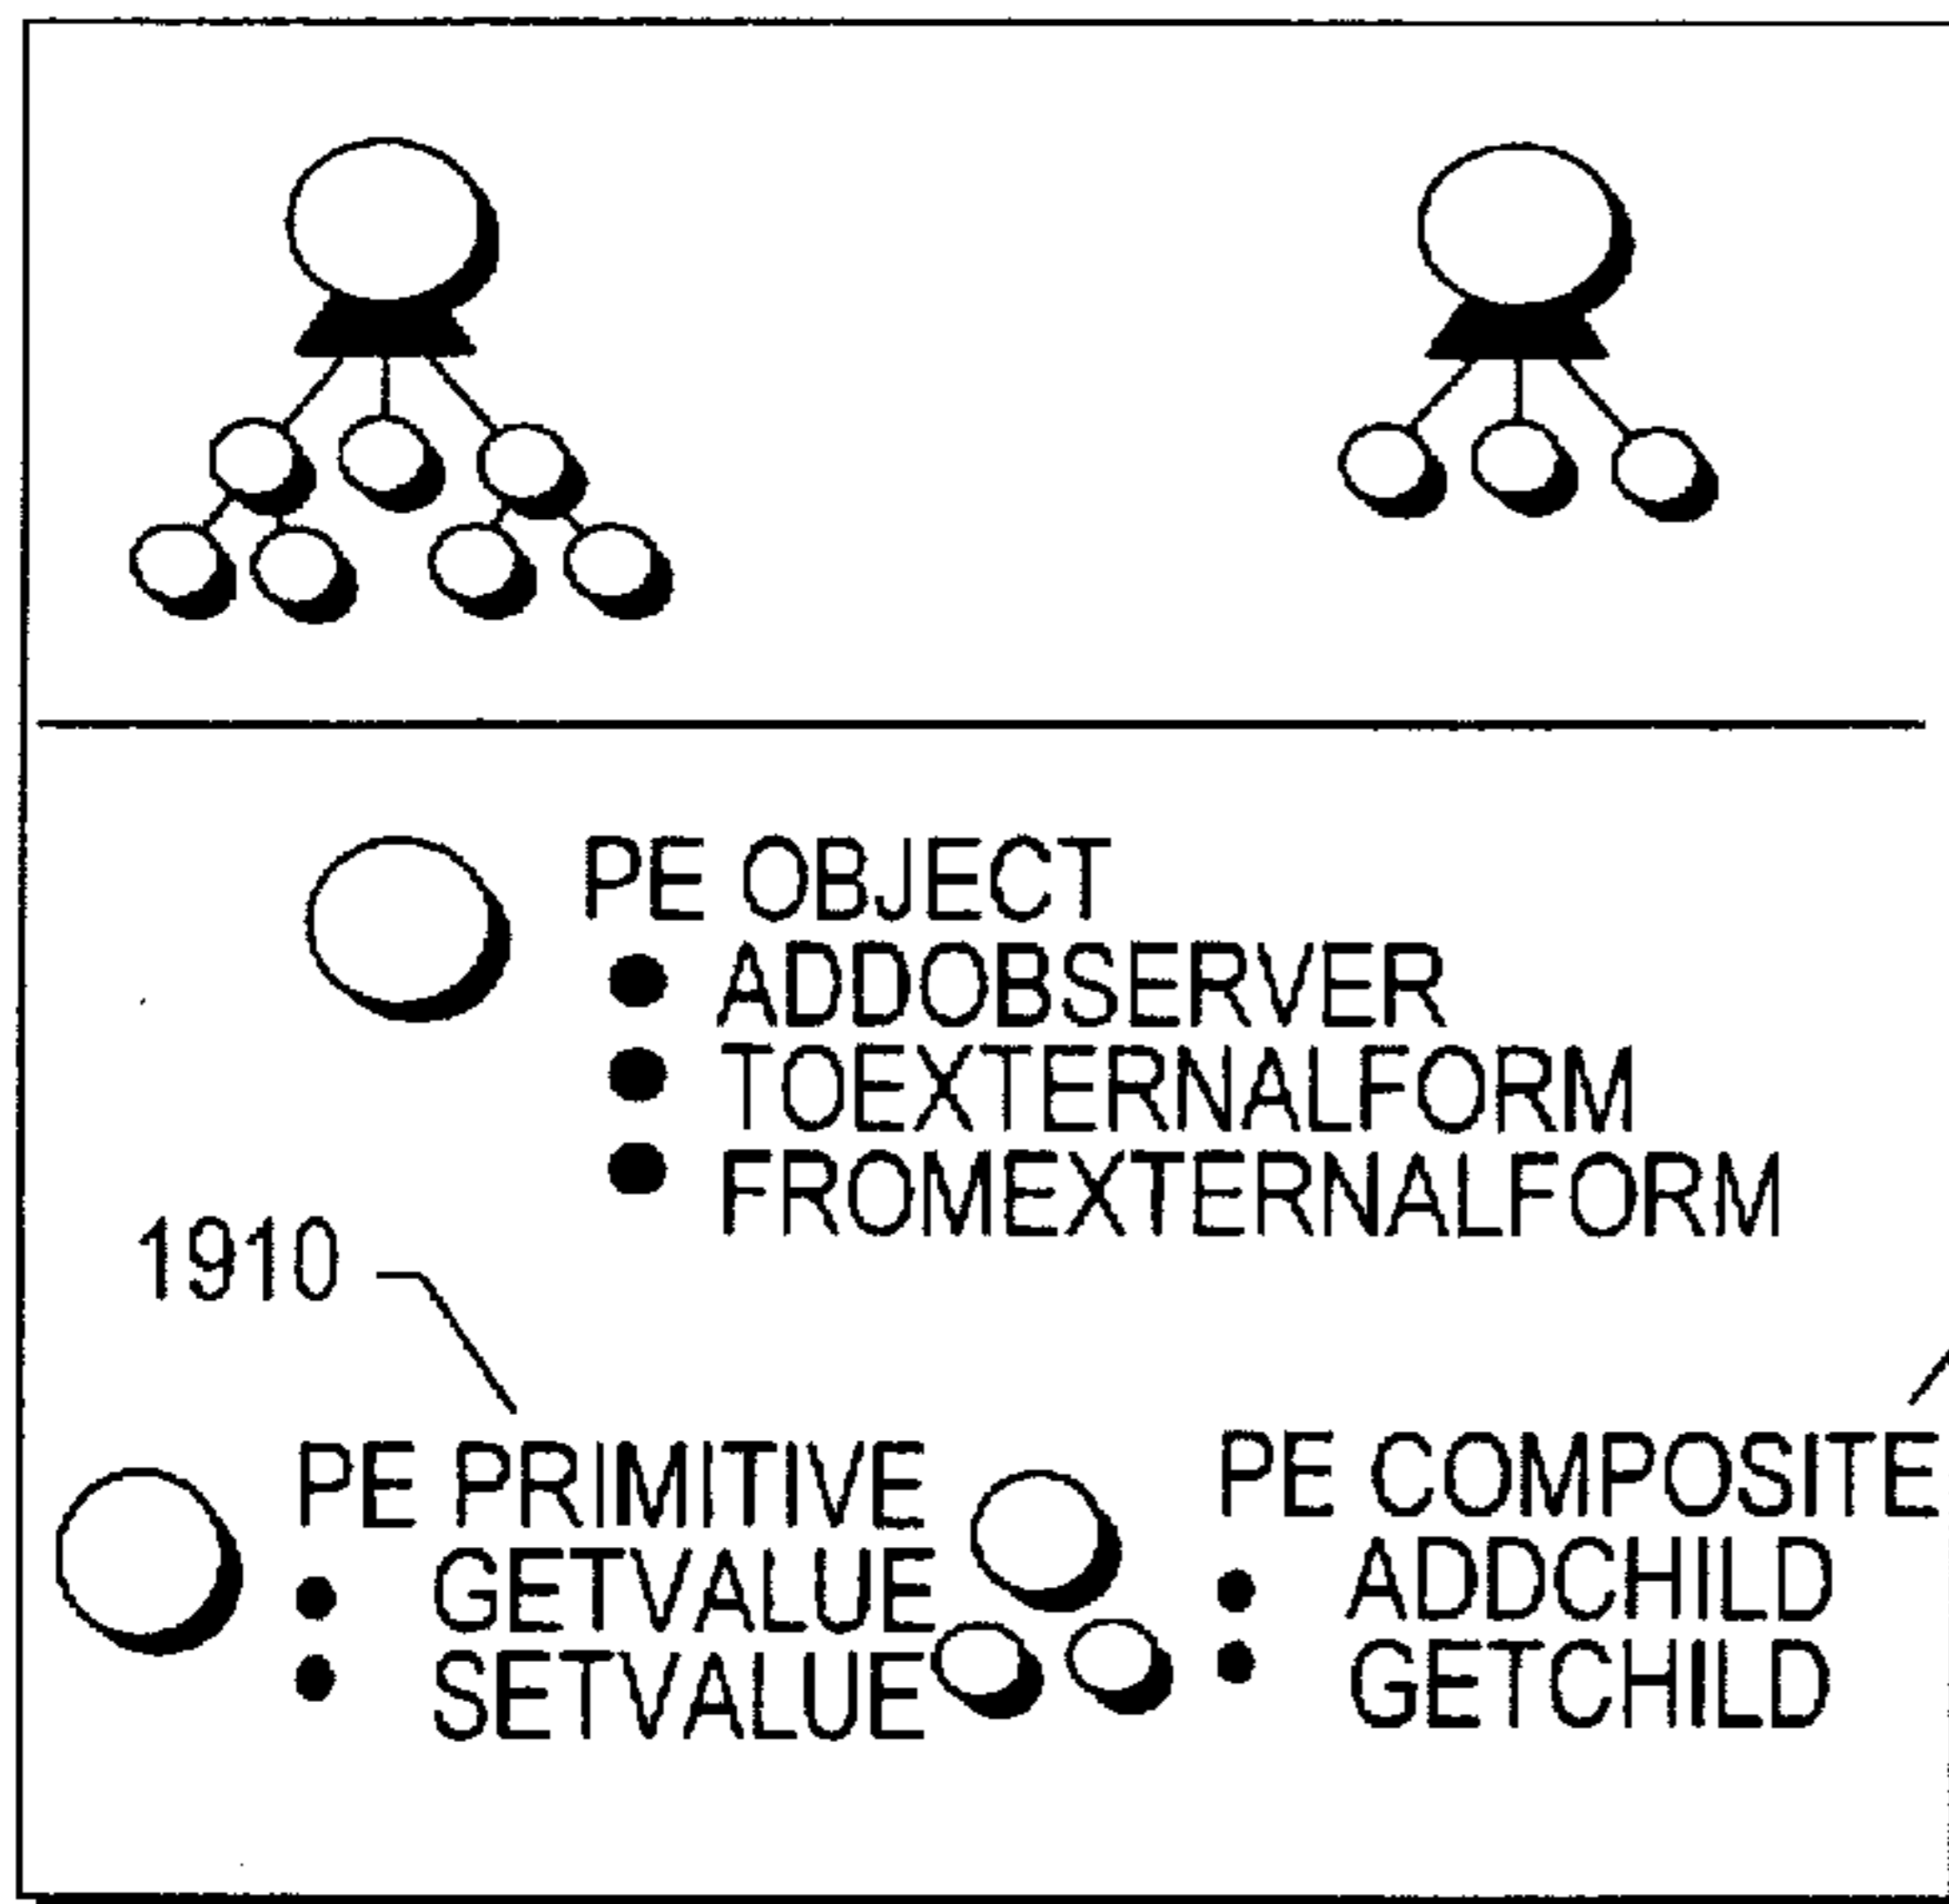 PE OBJECT
● ADDOBSERVER
● TOEXTERNALFORM
● FROMEXTERNALFORM
1910
PE PRIMITIVE
● GETVALUE
● SETVALUE
PE COMPOSITE
● ADDCHILD
● GETCHILD